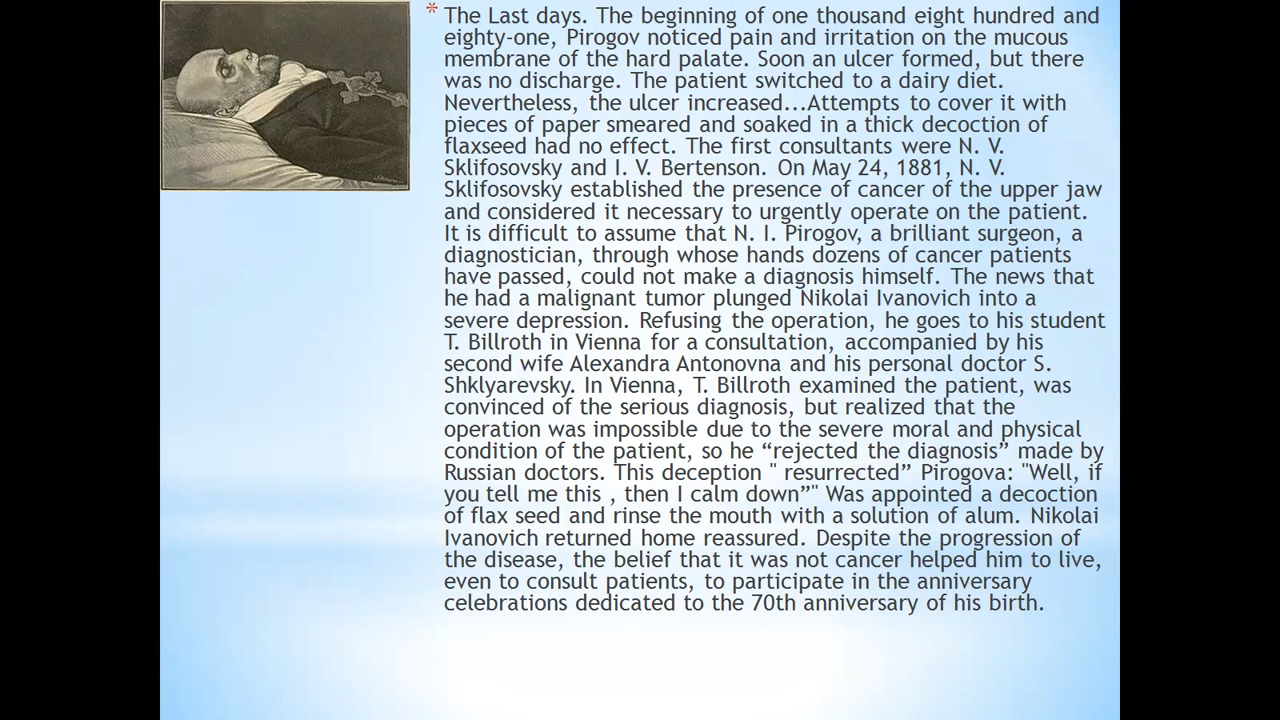 * The Last days. The beginning of one thousand eight hundred and
eighty-one, Pirogov noticed pain and irritation on the mucous
membrane of the hard palate. Soon an ulcer formed, but there
was no discharge. The patient switched to a dairy diet.
Nevertheless, the ulcer increased...Attempts to cover it with
pieces of paper smeared and soaked in a thick decoction of
flaxseed had no effect. The first consultants were N. V.
Sklifosovsky and I. V. Bertenson. On May 24, 1881, N. V.
Sklifosovsky established the presence of cancer of the upper jaw
and considered it necessary to urgently operate on the patient.
It is difficult to assume that N. I. Pirogov, a brilliant surgeon, a
diagnostician, through whose hands dozens of cancer patients
have passed, could not make a diagnosis himself. The news that
he had a malignant tumor plunged Nikolai Ivanovich into a
severe depression. Refusing the operation, he goes to his student
T. Billroth in Vienna for a consultation, accompanied by his
second wife Alexandra Antonovna and his personal doctor S.
Shklyarevsky. In Vienna, T. Billroth examined the patient, was
convinced of the serious diagnosis, but realized that the
operation was impossible due to the severe moral and physical
condition of the patient, so he “rejected the diagnosis” made by
Russian doctors. This deception " resurrected” Pirogova: "Well, if
you tell me this , then I calm down”" Was appointed a decoction
of flax seed and rinse the mouth with a solution of alum. Nikolai
Ivanovich returned home reassured. Despite the progression of
the disease, the belief that it was not cancer helped him to live,
even to consult patients, to participate in the anniversary
celebrations dedicated to the 70th anniversary of his birth.